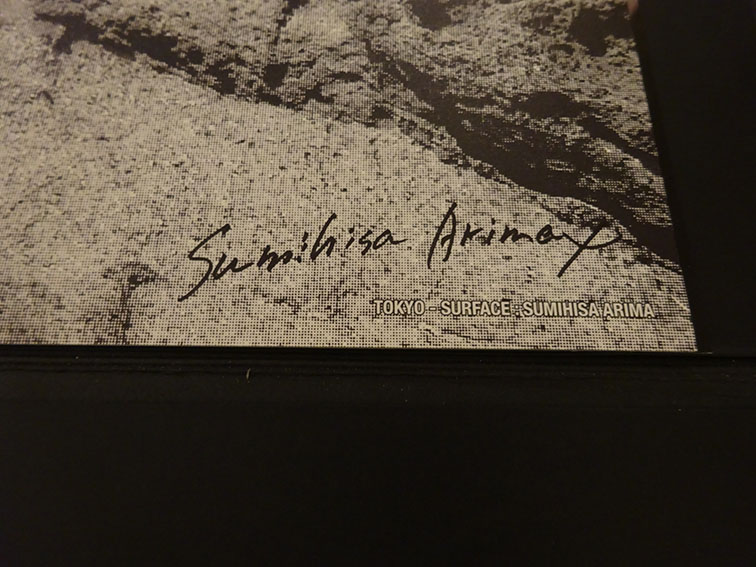 Sumihisa Arima
TOKYO - SURFACE : SUMIHISA ARIMA